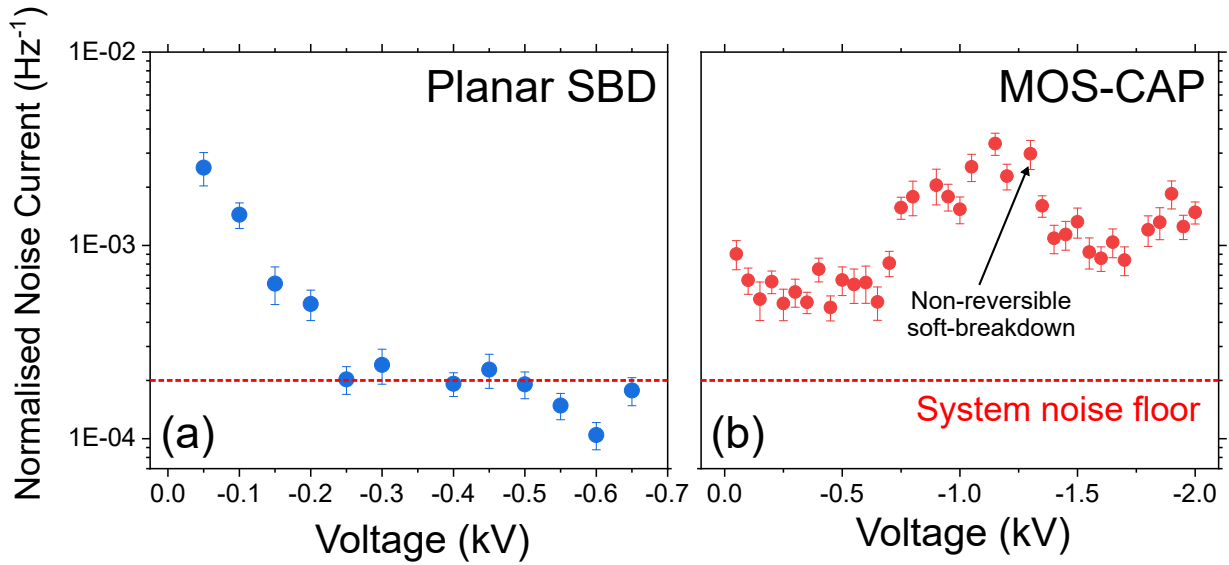 Normalised Noise Current (Hz⁻¹)
1E-02
1E-03
1E-04
Planar SBD
(a)
0.0 -0.1 -0.2 -0.3 -0.4 -0.5 -0.6 -0.7
Voltage (kV)
MOS-CAP
Non-reversible
soft-breakdown
System noise floor
(b)
0.0 -0.5 -1.0 -1.5 -2.0
Voltage (kV)